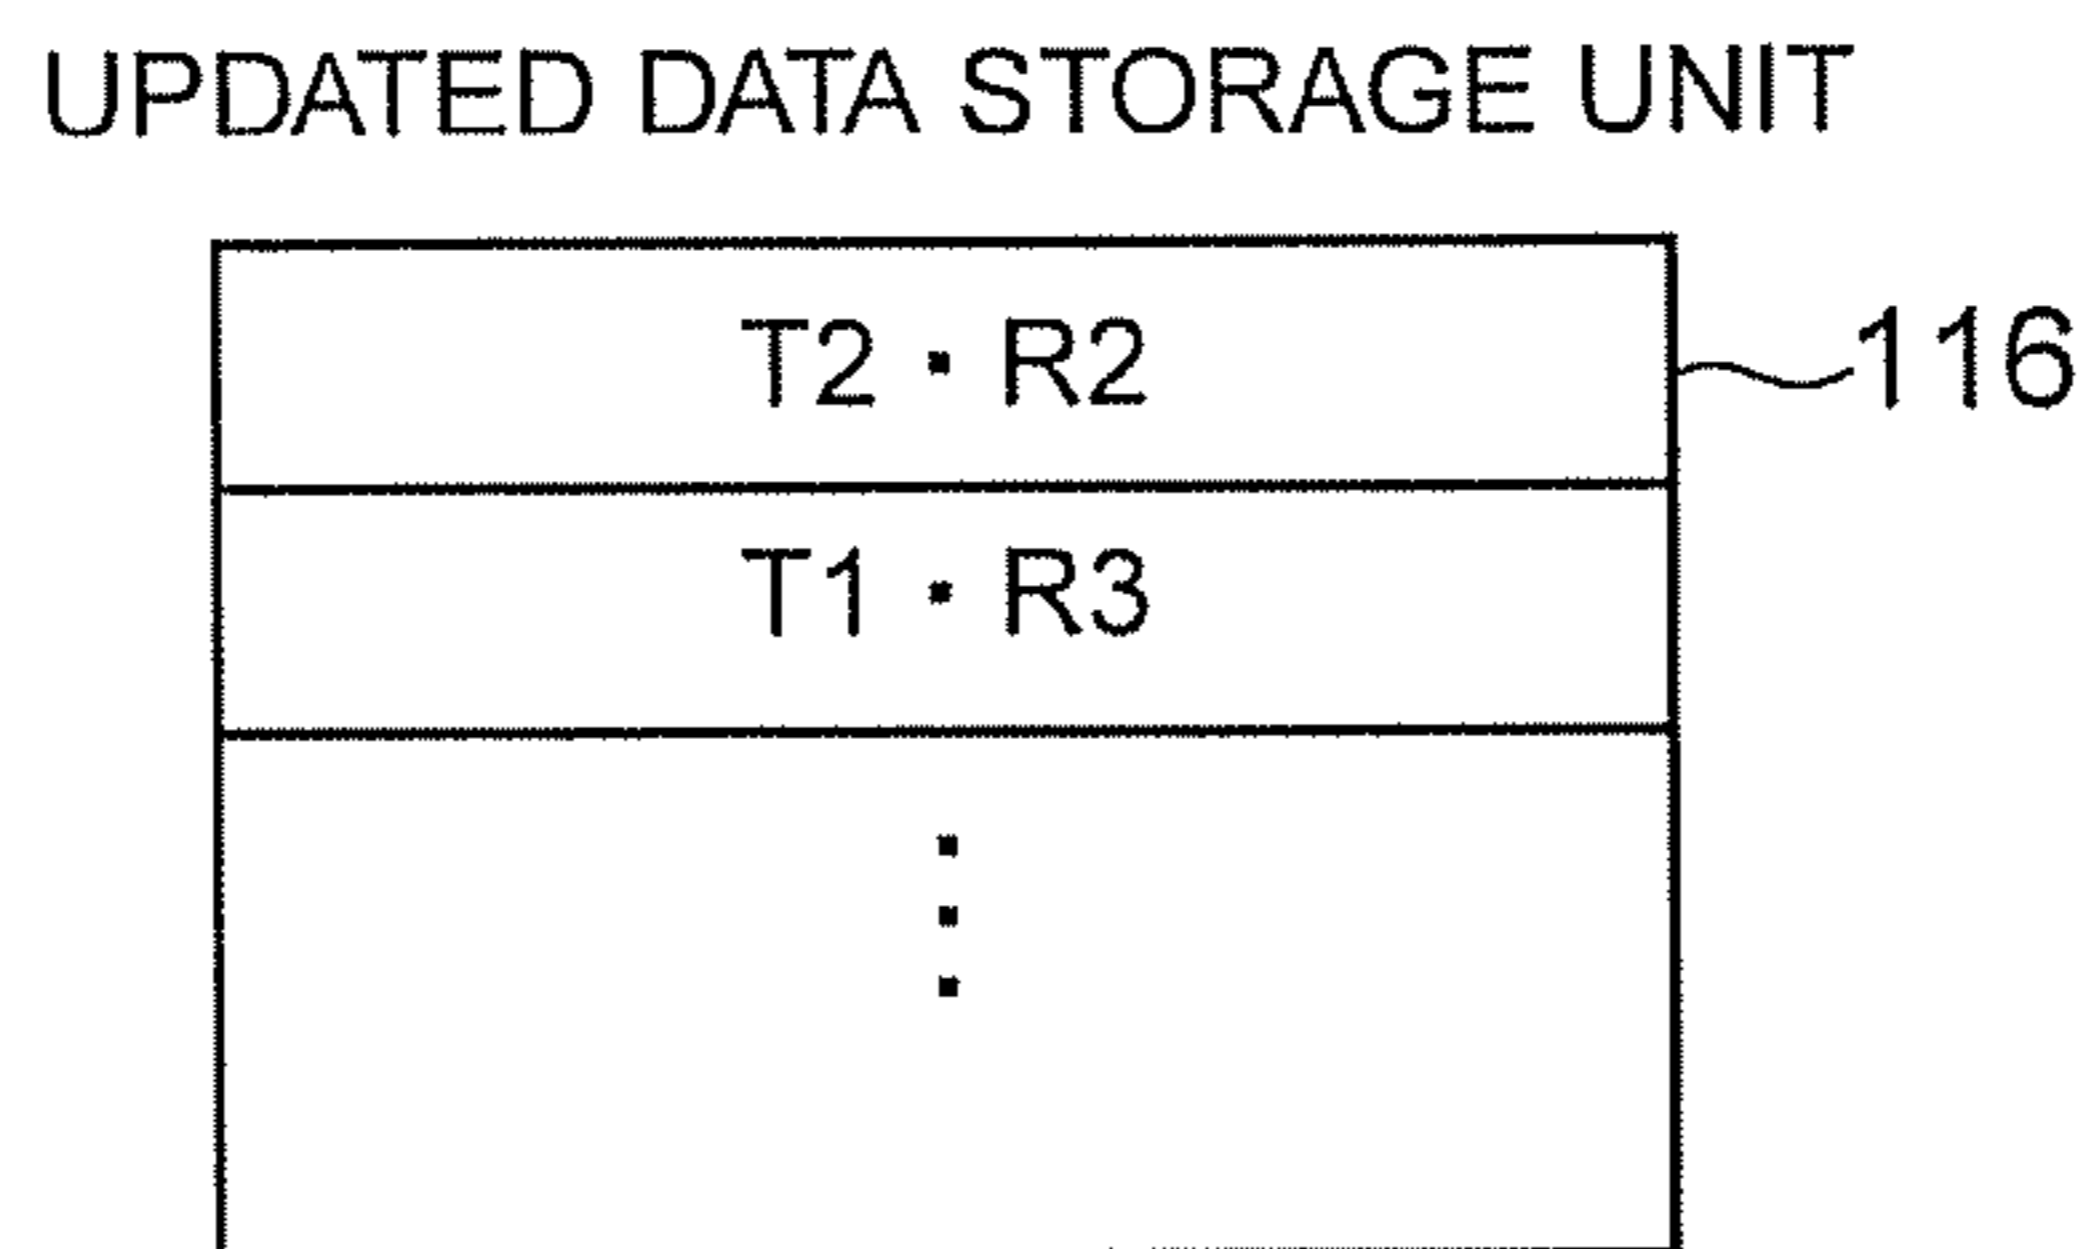 UPDATED DATA STORAGE UNIT
T2 ・ R2
116
T1 ・ R3